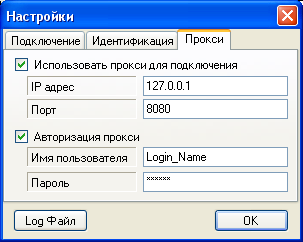 Настройки
Подключение Идентификация Прокси
Использовать прокси для подключения
IP адрес 127.0.0.1
Порт 8080
Авторизация прокси
Имя пользователя Login_Name
Пароль ******
Log Файл OK